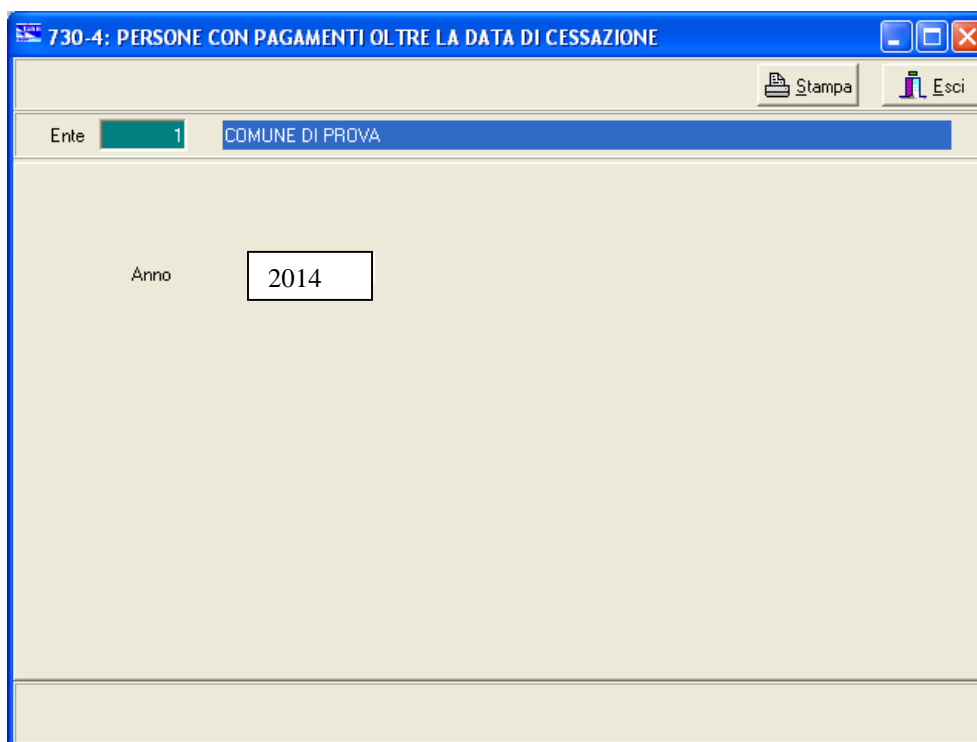 730-4: PERSONE CON PAGAMENTI OLTRE LA DATA DI CESSAZIONE
Stampa Esci
Ente 1 COMUNE DI PROVA
Anno 2014